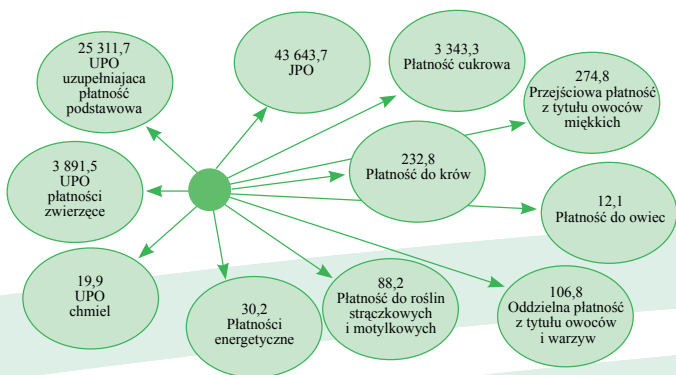 25 311,7
UPO
uzupełniajaca
płatność
podstawowa
43 643,7
JPO
3 343,3
Płatność cukrowa
274,8
Przejściowa płatność
z tytułu owoców
miękkich
3 891,5
UPO
płatności
zwierzęce
232,8
Płatność do krów
12,1
Płatność do owiec
19,9
UPO
chmiel
30,2
Płatności
energetyczne
88,2
Płatność do roślin
strączkowych
i motylkowych
106,8
Oddzielna płatność
z tytułu owoców
i warzyw